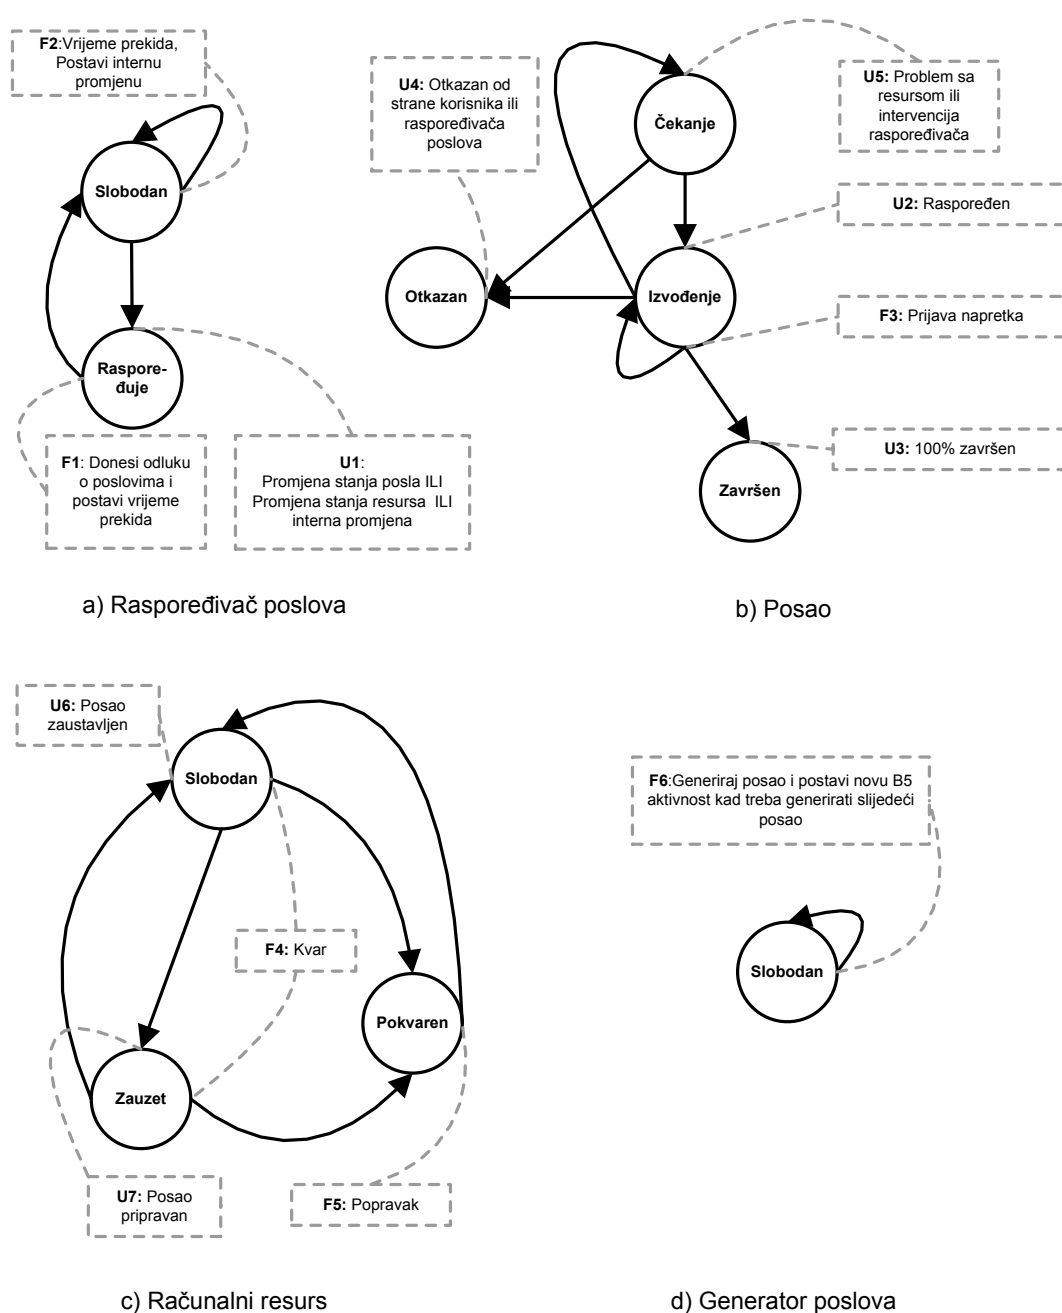 F2:Vrijeme prekida,
Postavi internu
promjenu
Slobodan
Raspore-
đuje
F1: Donesi odluku
o poslovima i
postavi vrijeme
prekida
U1:
Promjena stanja posla ILI
Promjena stanja resursa ILI
interna promjena
a) Raspoređivač poslova
U4: Otkazan od
strane korisnika ili
raspoređivača
poslova
Čekanje
U5: Problem sa
resursom ili
intervencija
raspoređivača
U2: Raspoređen
Otkazan
Izvođenje
F3: Prijava napretka
U3: 100% završen
Završen
b) Posao
U6: Posao
zaustavljen
Slobodan
F4: Kvar
Pokvaren
Zauzet
U7: Posao
pripravan
F5: Popravak
c) Računalni resurs
F6:Generiraj posao i postavi novu B5
aktivnost kad treba generirati slijedeći
posao
Slobodan
d) Generator poslova